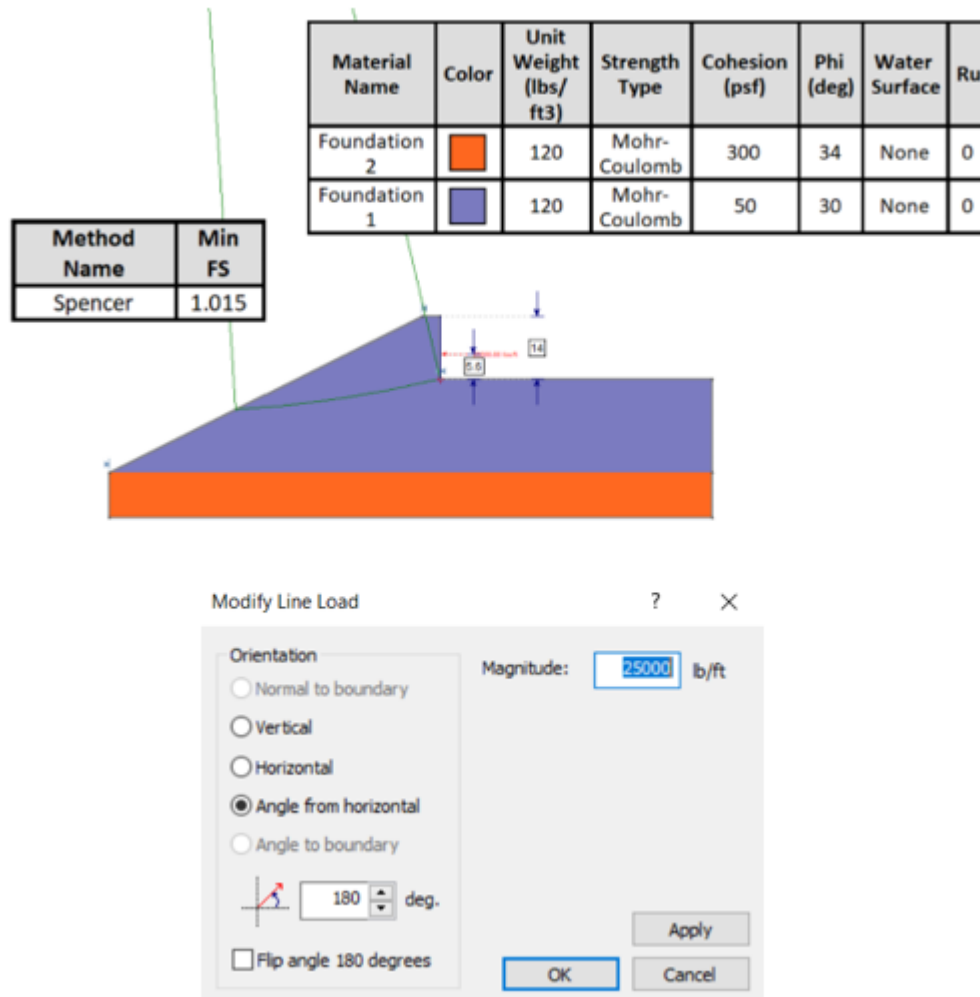 Material Name Color Unit Weight (lbs/ft3) Strength Type Cohesion (psf) Phi (deg) Water Surface Ru
Foundation 2 120 Mohr-Coulomb 300 34 None 0
Foundation 1 120 Mohr-Coulomb 50 30 None 0
Method Name Min FS
Spencer 1.015
14
5.6
Modify Line Load ? ×
Orientation
Normal to boundary
Vertical
Horizontal
Angle from horizontal
Angle to boundary
180 deg.
Flip angle 180 degrees
Magnitude: 25000 lb/ft
Apply
OK Cancel